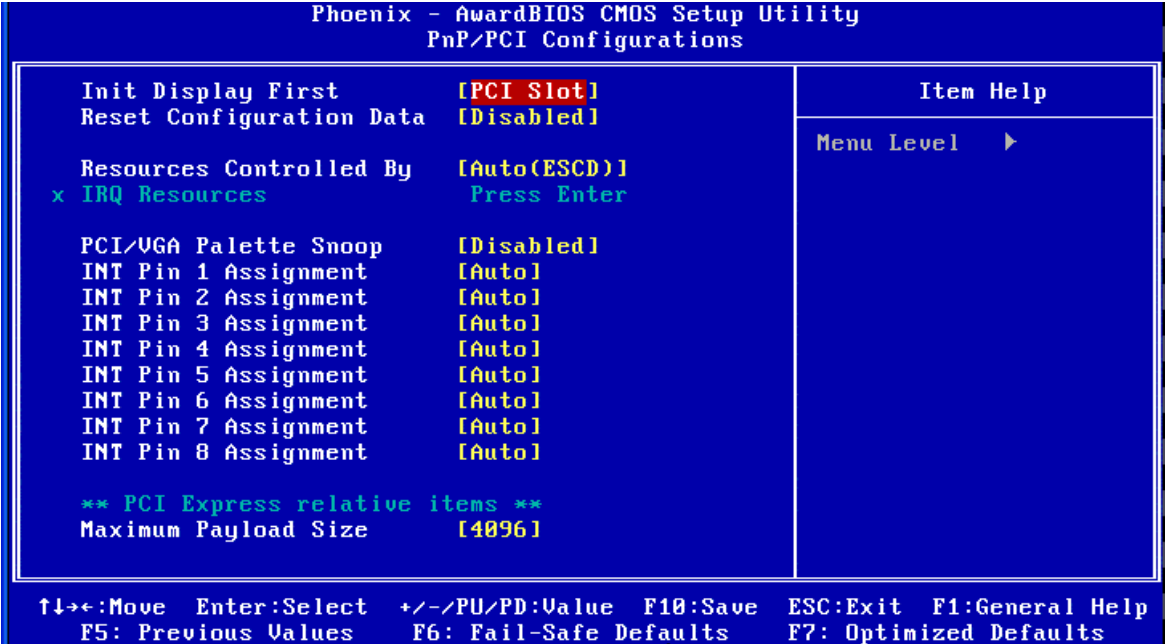 Phoenix - AwardBIOS CMOS Setup Utility
PnP/PCI Configurations
Init Display First [PCI Slot]
Reset Configuration Data [Disabled]
Resources Controlled By [Auto(ESCD)]
x IRQ Resources Press Enter
PCI/VGA Palette Snoop [Disabled]
INT Pin 1 Assignment [Auto]
INT Pin 2 Assignment [Auto]
INT Pin 3 Assignment [Auto]
INT Pin 4 Assignment [Auto]
INT Pin 5 Assignment [Auto]
INT Pin 6 Assignment [Auto]
INT Pin 7 Assignment [Auto]
INT Pin 8 Assignment [Auto]
** PCI Express relative items **
Maximum Payload Size [4096]
Item Help
Menu Level ▶
↑↓→←:Move Enter:Select +/-/PU/PD:Value F10:Save ESC:Exit F1:General Help
F5: Previous Values F6: Fail-Safe Defaults F7: Optimized Defaults